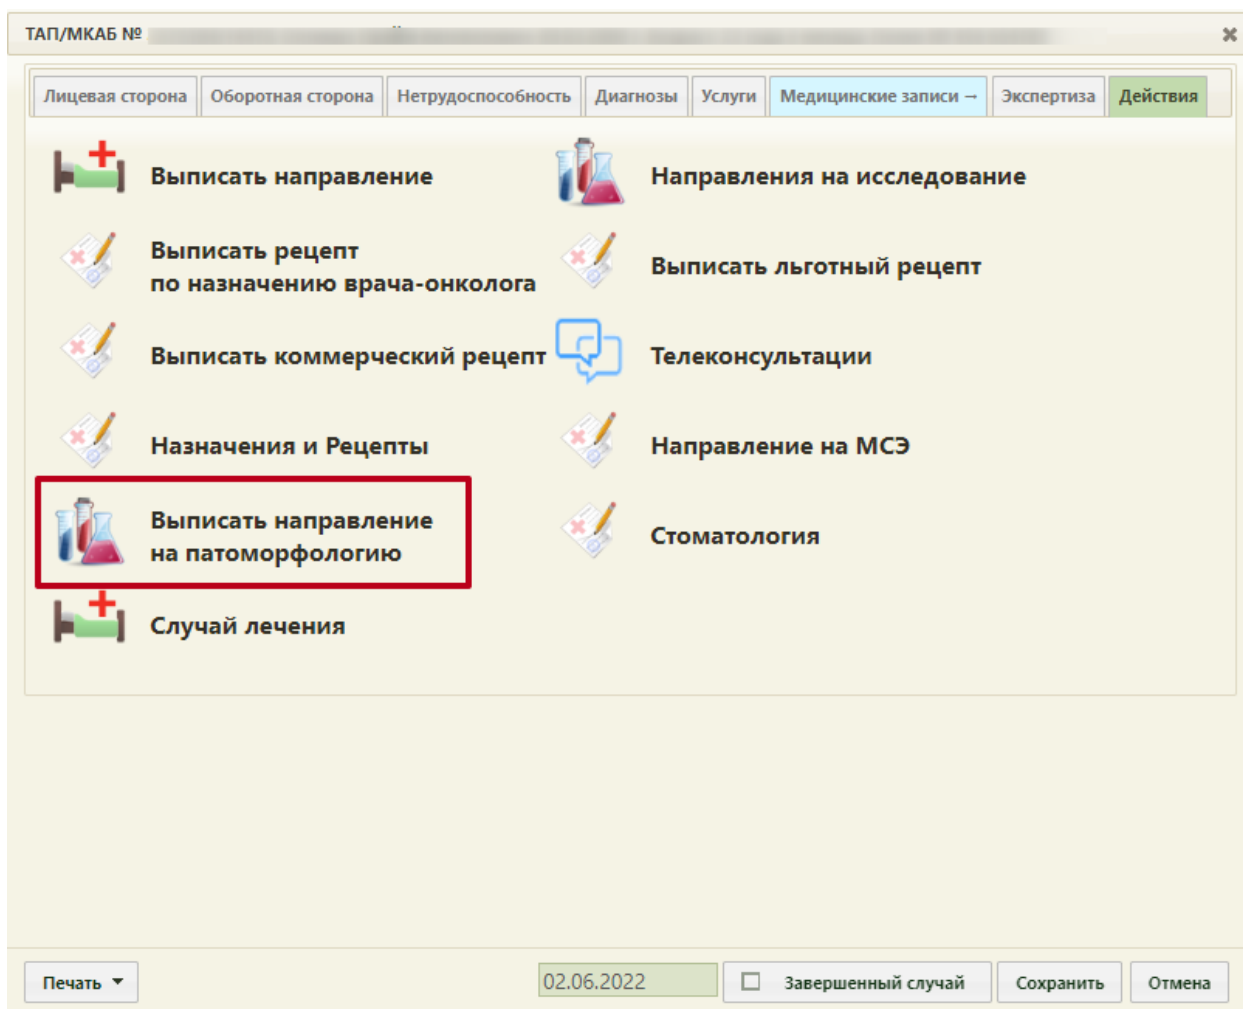 ТАП/МКАБ №
Лицевая сторона
Оборотная сторона
Нетрудоспособность
Диагнозы
Услуги
Медицинские записи →
Экспертиза
Действия
Выписать направление
Направления на исследование
Выписать рецепт
по назначению врача-онколога
Выписать льготный рецепт
Выписать коммерческий рецепт
Телеконсультации
Назначения и Рецепты
Направление на МСЭ
Выписать направление
на патоморфологию
Стоматология
Случай лечения
Печать
02.06.2022
Завершенный случай
Сохранить
Отмена